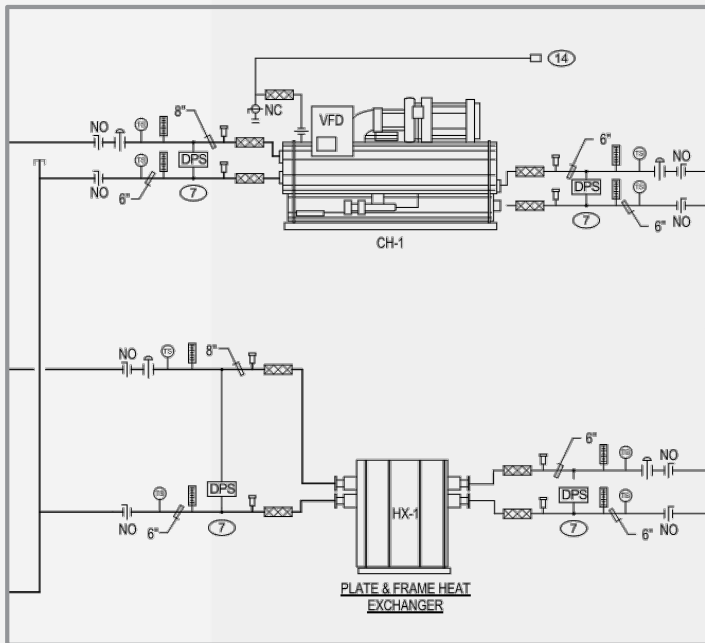 14
8"
NC
VFD
NO
TS
6"
NO
TS
DPS
TS
DPS
TS
NO
6"
7
7
6"
NO
CH-1
NO
TS
8"
6"
NO
TS
TS
DPS
DPS
TS
HX-1
NO
6"
7
7
6"
NO
PLATE & FRAME HEAT
EXCHANGER